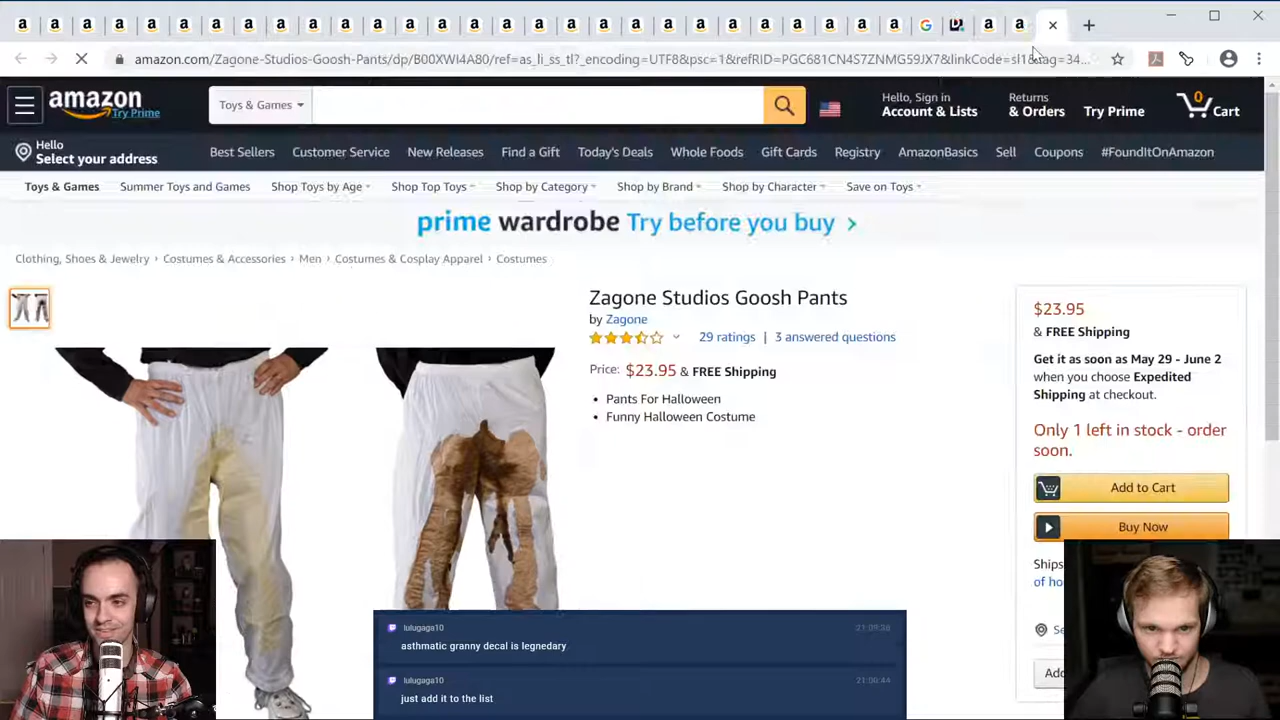 amazon.com/Zagone-Studios-Goosh-Pants/dp/B00XWI4A80/ref=as_li_ss_tl?_encoding=UTF8&psc=1&refRID=PGC681CN4S7ZNMG59JX7&linkCode=sl1&tag=34...
amazon
Try Prime
Toys & Games
Hello, Sign in
Account & Lists
Returns
& Orders
Try Prime
0
Cart
Hello
Select your address
Best Sellers Customer Service New Releases Find a Gift Today's Deals Whole Foods Gift Cards Registry AmazonBasics Sell Coupons #FoundItOnAmazon
Toys & Games Summer Toys and Games Shop Toys by Age Shop Top Toys Shop by Category Shop by Brand Shop by Character Save on Toys
prime wardrobe Try before you buy ›
Clothing, Shoes & Jewelry › Costumes & Accessories › Men › Costumes & Cosplay Apparel › Costumes
Zagone Studios Goosh Pants
by Zagone
29 ratings | 3 answered questions
Price: $23.95 & FREE Shipping
• Pants For Halloween
• Funny Halloween Costume
$23.95
& FREE Shipping
Get it as soon as May 29 - June 2
when you choose Expedited
Shipping at checkout.
Only 1 left in stock - order
soon.
Add to Cart
Buy Now
Ships
of ho
Se
Add
lulugaga10
asthmatic granny decal is legnedary
lulugaga10
just add it to the list